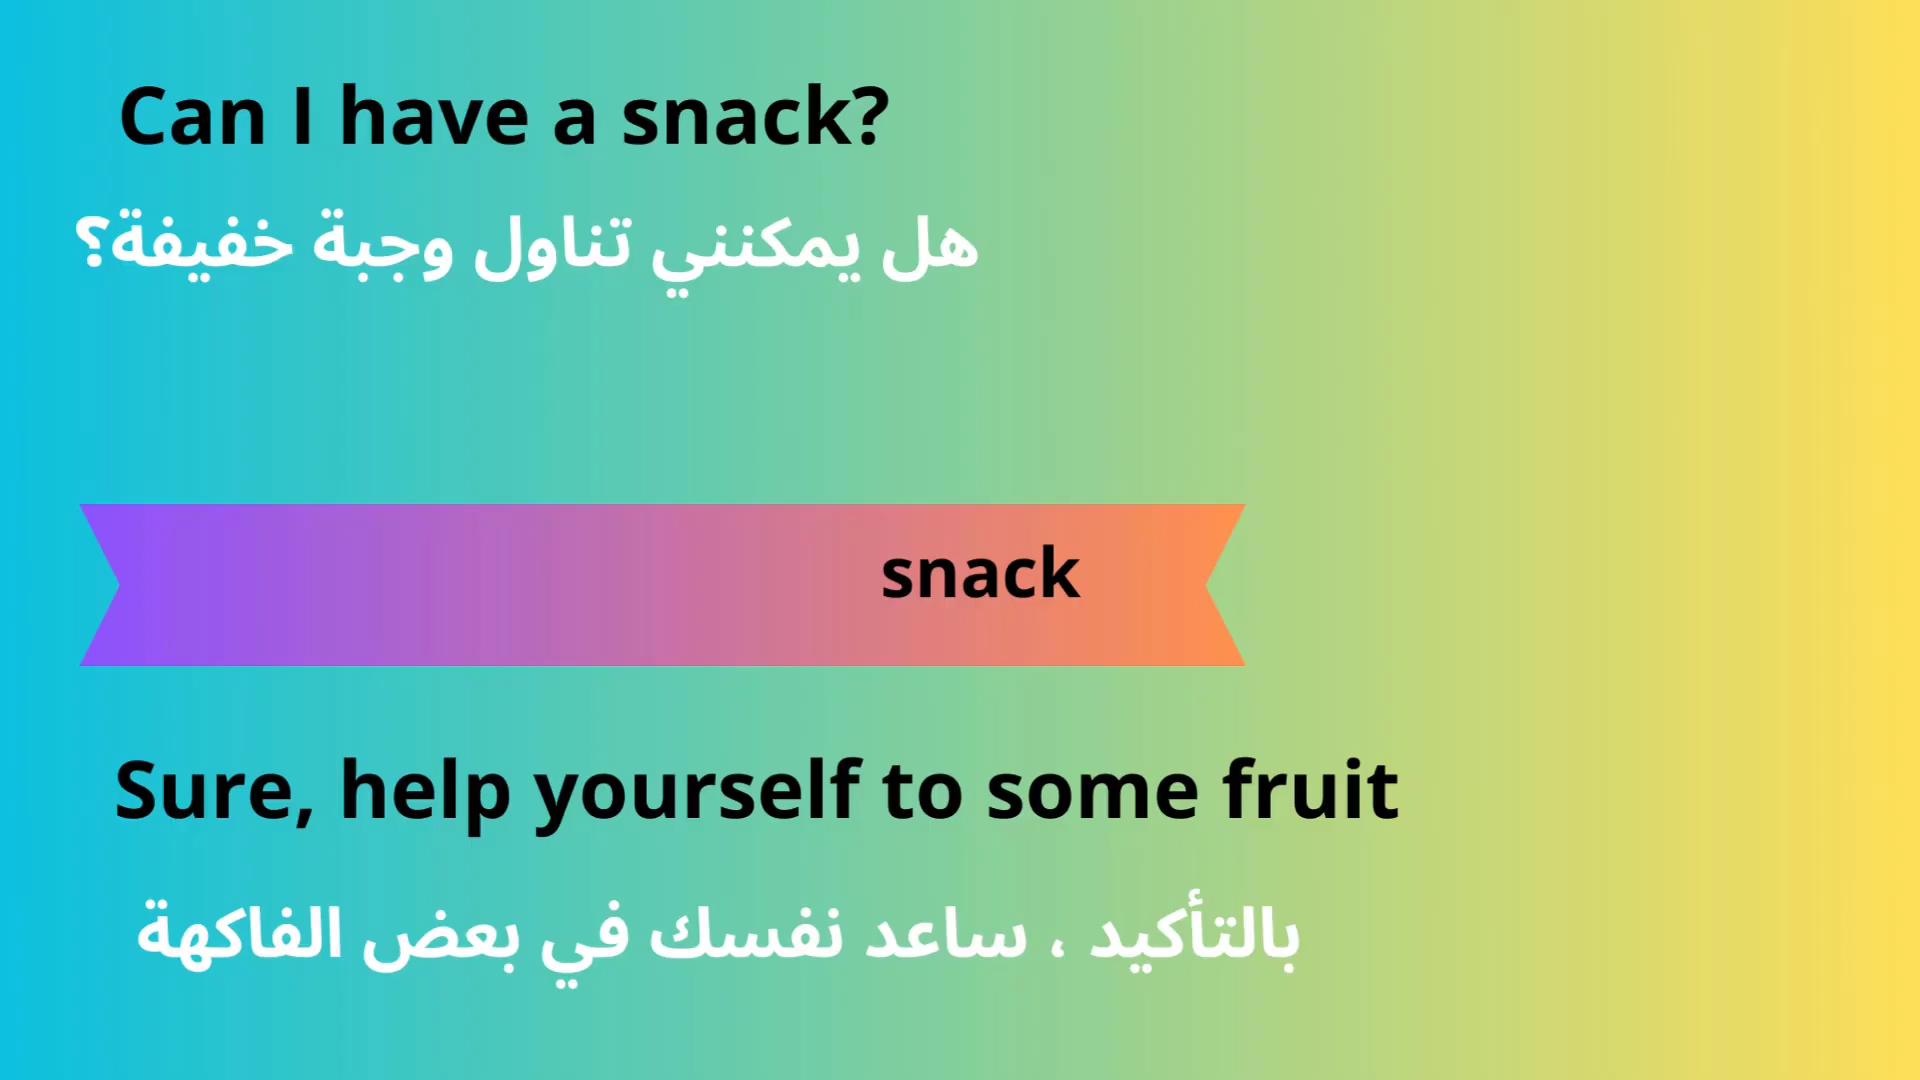 Can I have a snack?
هل يمكنني تناول وجبة خفيفة؟
snack
Sure, help yourself to some fruit
بالتأكيد ، ساعد نفسك في بعض الفاكهة